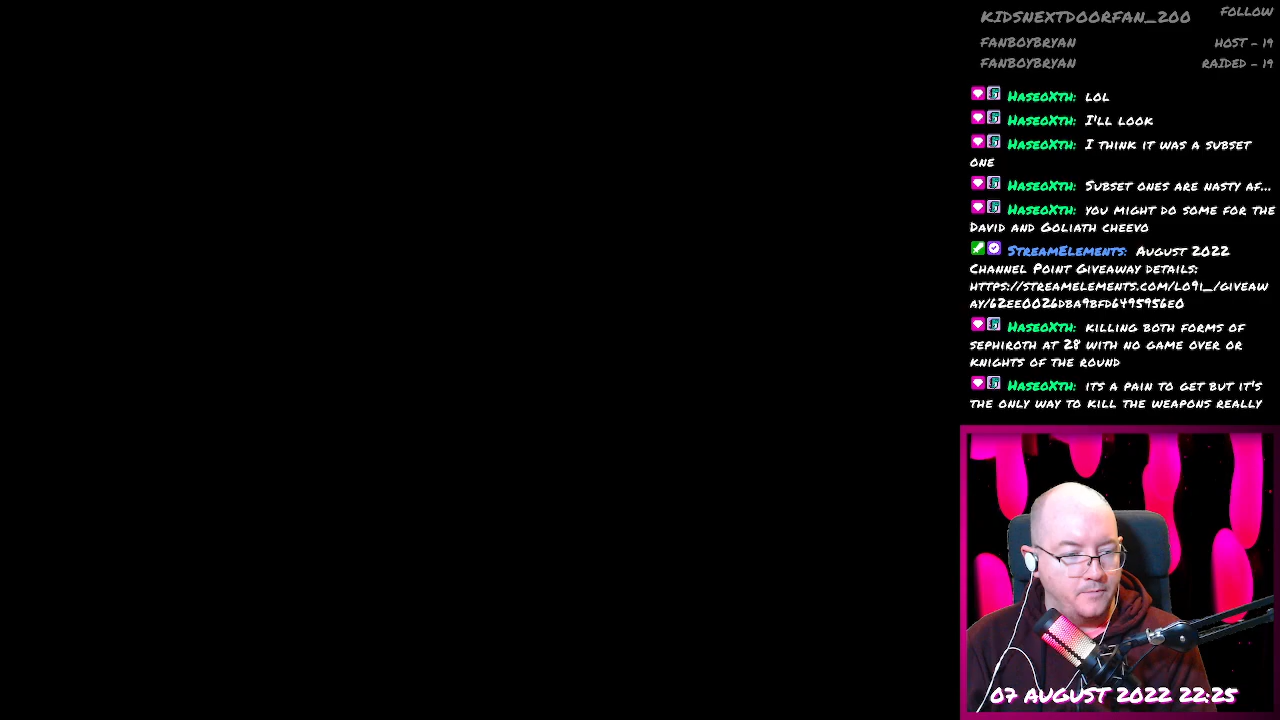 KIDSNEXTDOORFAN_200 FOLLOW
FANBOYBRYAN HOST - 19
FANBOYBRYAN RAIDED - 19
HaseoXth: lol
HaseoXth: I'll look
HaseoXth: I think it was a subset
one
HaseoXth: Subset ones are nasty af...
HaseoXth: you might do some for the
David and Goliath cheevo
StreamElements: August 2022
Channel Point Giveaway details:
https://streamelements.com/lo9i_/giveaw
ay/62ee0026dba9bfd6495956e0
HaseoXth: killing both forms of
sephiroth at 28 with no game over or
knights of the round
HaseoXth: its a pain to get but it's
the only way to kill the weapons really
07 AUGUST 2022 22:25